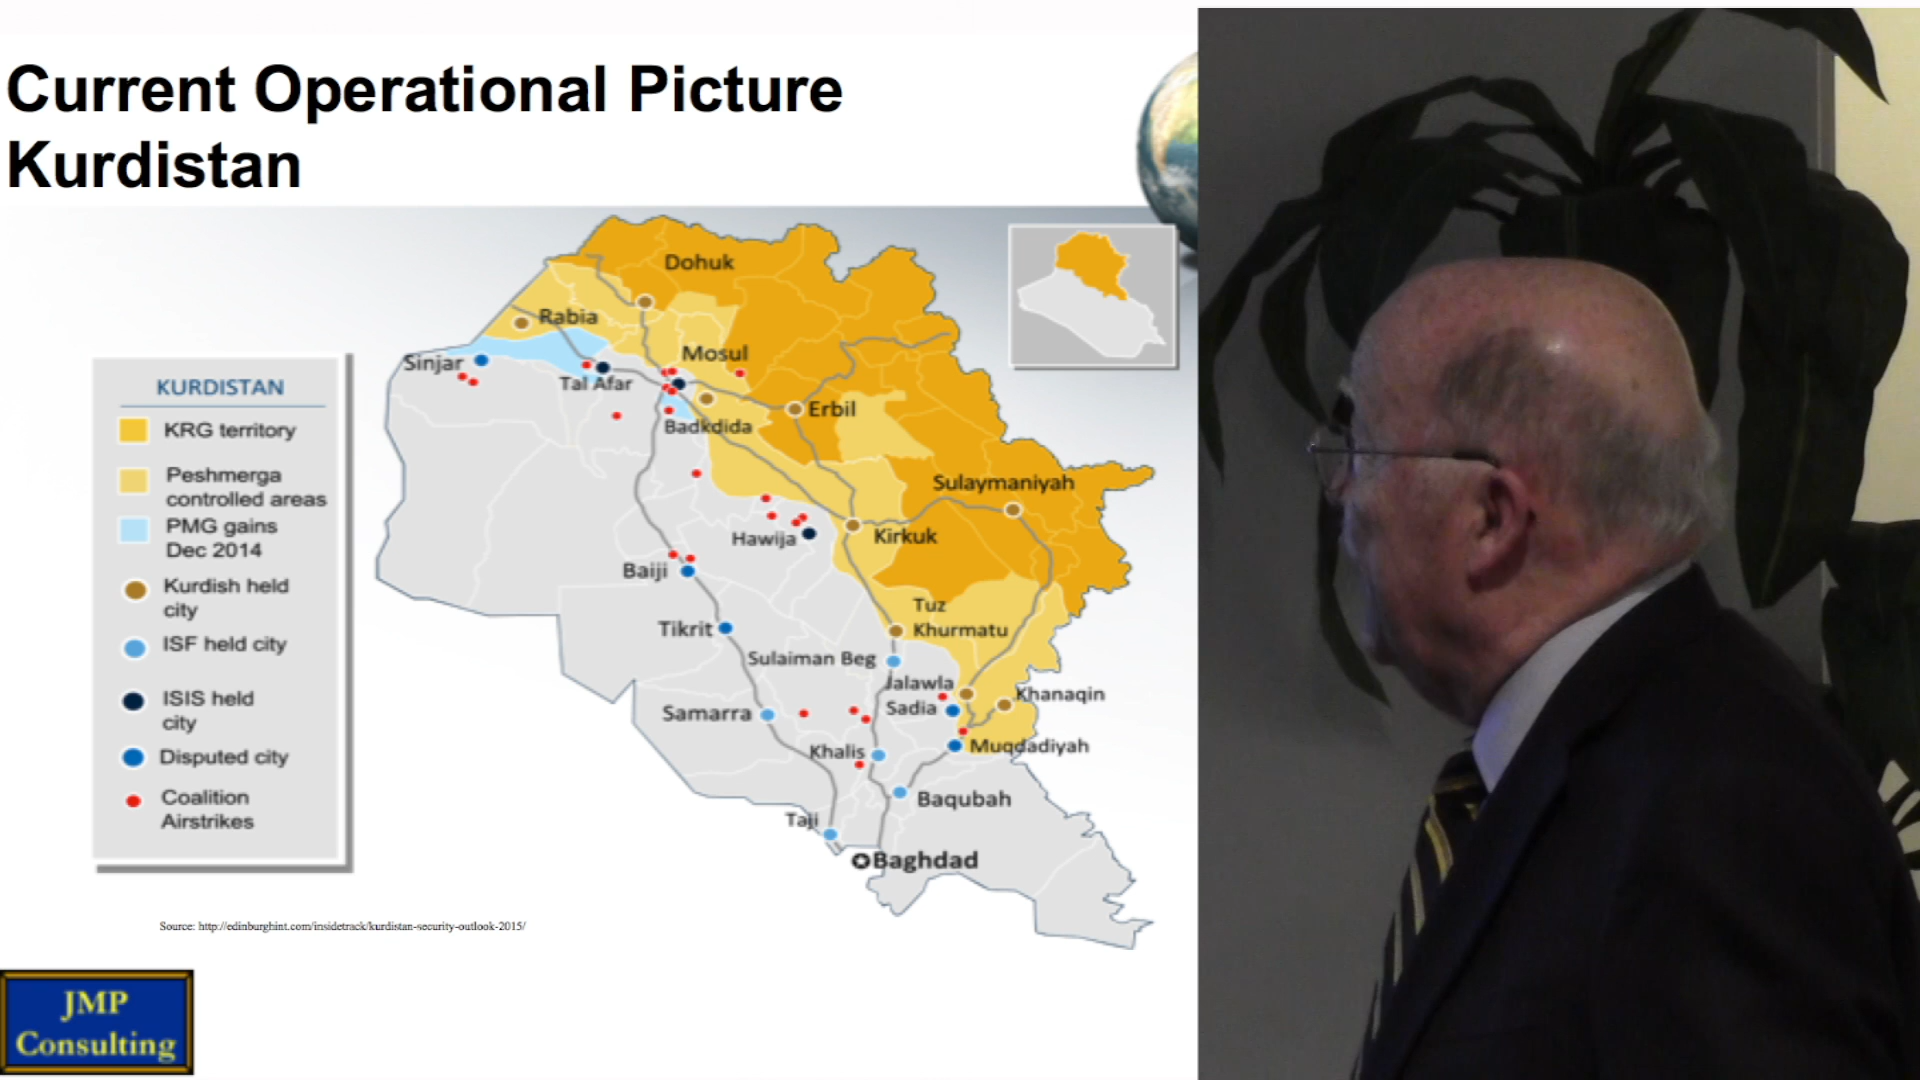 Current Operational Picture
Kurdistan
Dohuk
Rabia
Sinjar
Mosul
Tal Afar
Erbil
Badkdida
Sulaymaniyah
Hawija
Kirkuk
Baiji
Tuz
Khurmatu
Tikrit
Sulaiman Beg
Jalawla
Khanaqin
Sadia
Samarra
Muqdadiyah
Khalis
Baqubah
Taji
Baghdad
KURDISTAN
KRG territory
Peshmerga
controlled areas
PMG gains
Dec 2014
Kurdish held
city
ISF held city
ISIS held
city
Disputed city
Coalition
Airstrikes
Source: http://edinburghint.com/insidetrack/kurdistan-security-outlook-2015/
JMP
Consulting